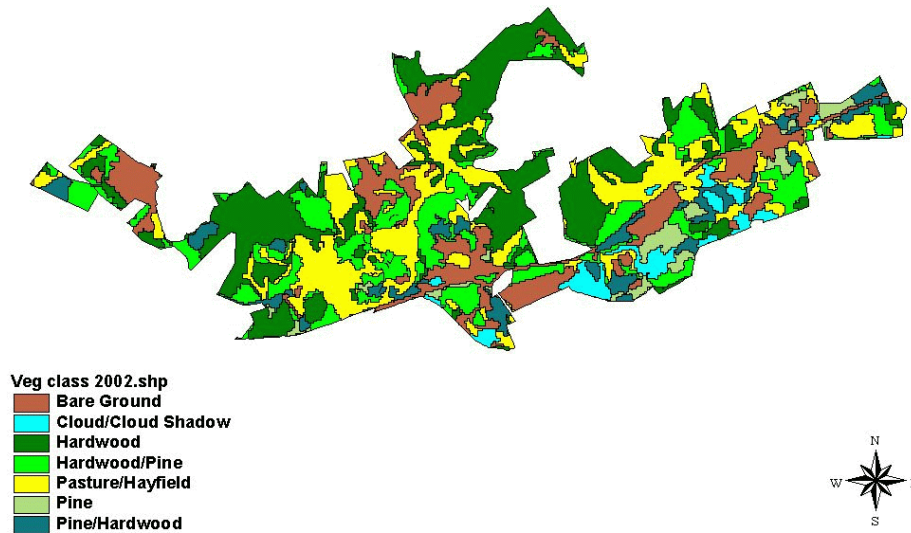 Veg class 2002.shp
Bare Ground
Cloud/Cloud Shadow
Hardwood
Hardwood/Pine
Pasture/Hayfield
Pine
Pine/Hardwood
N
W
S